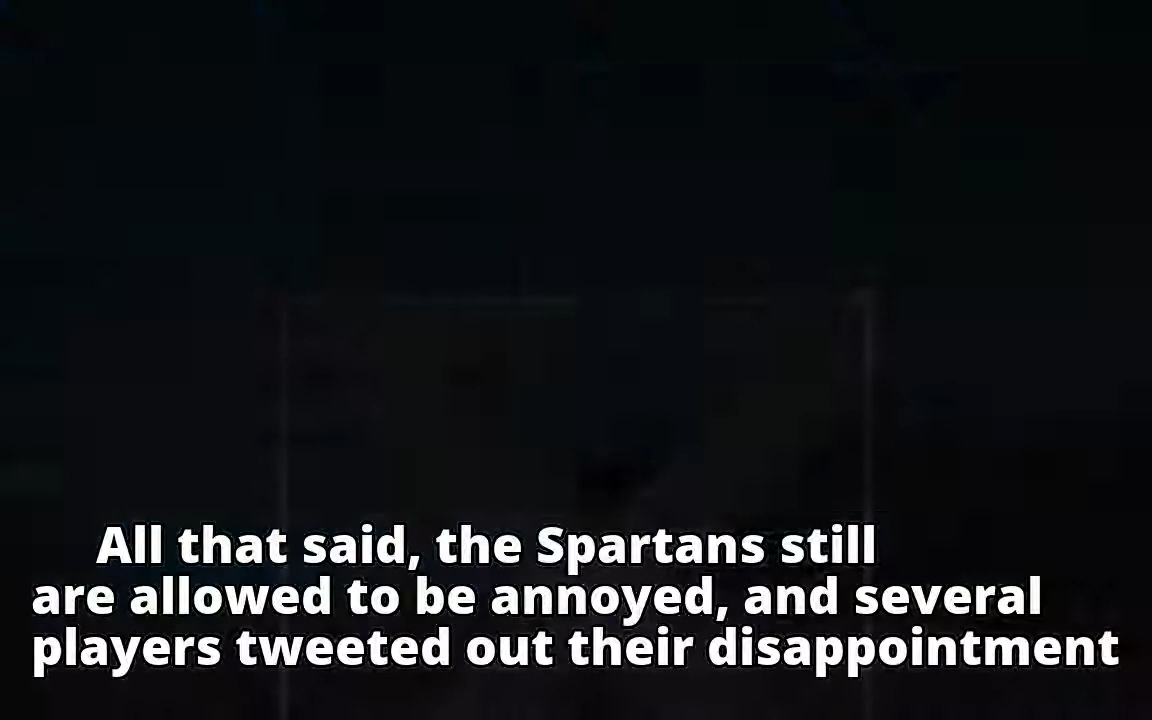 All that said, the Spartans still
are allowed to be annoyed, and several
players tweeted out their disappointment